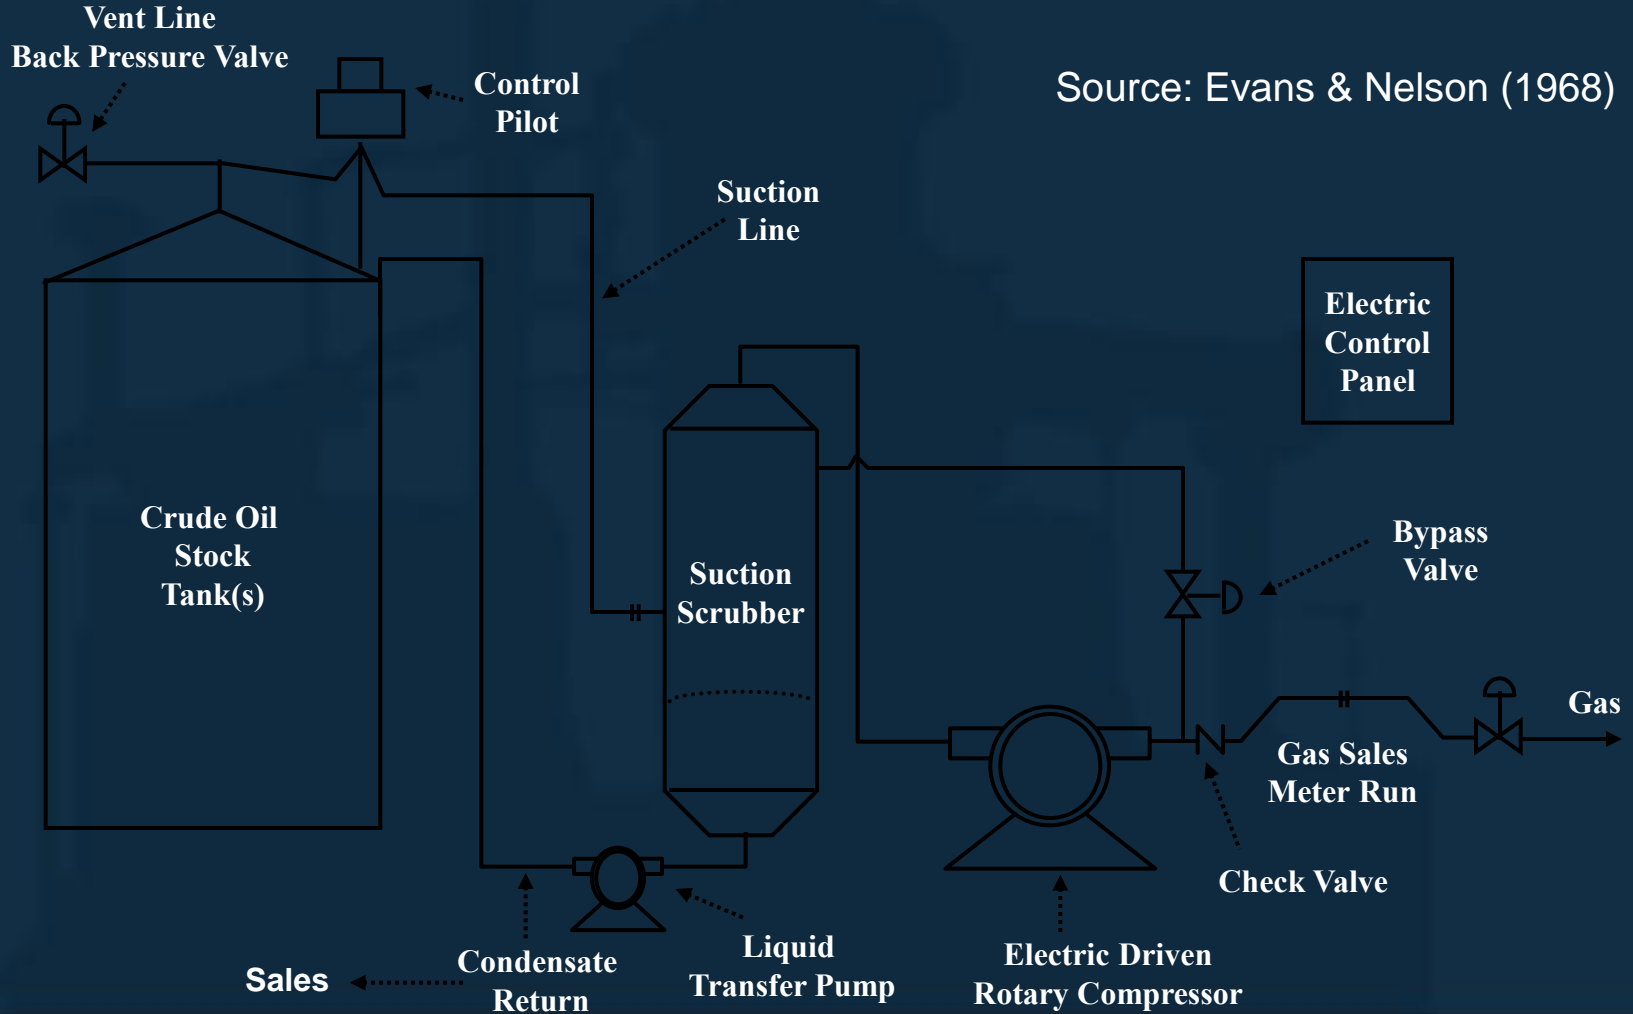 Vent Line
Back Pressure Valve
Control
Pilot
Source: Evans & Nelson (1968)
Suction
Line
Electric
Control
Panel
Crude Oil
Stock
Tank(s)
Suction
Scrubber
Bypass
Valve
Gas
Gas Sales
Meter Run
Check Valve
Sales
Condensate
Return
Liquid
Transfer Pump
Electric Driven
Rotary Compressor